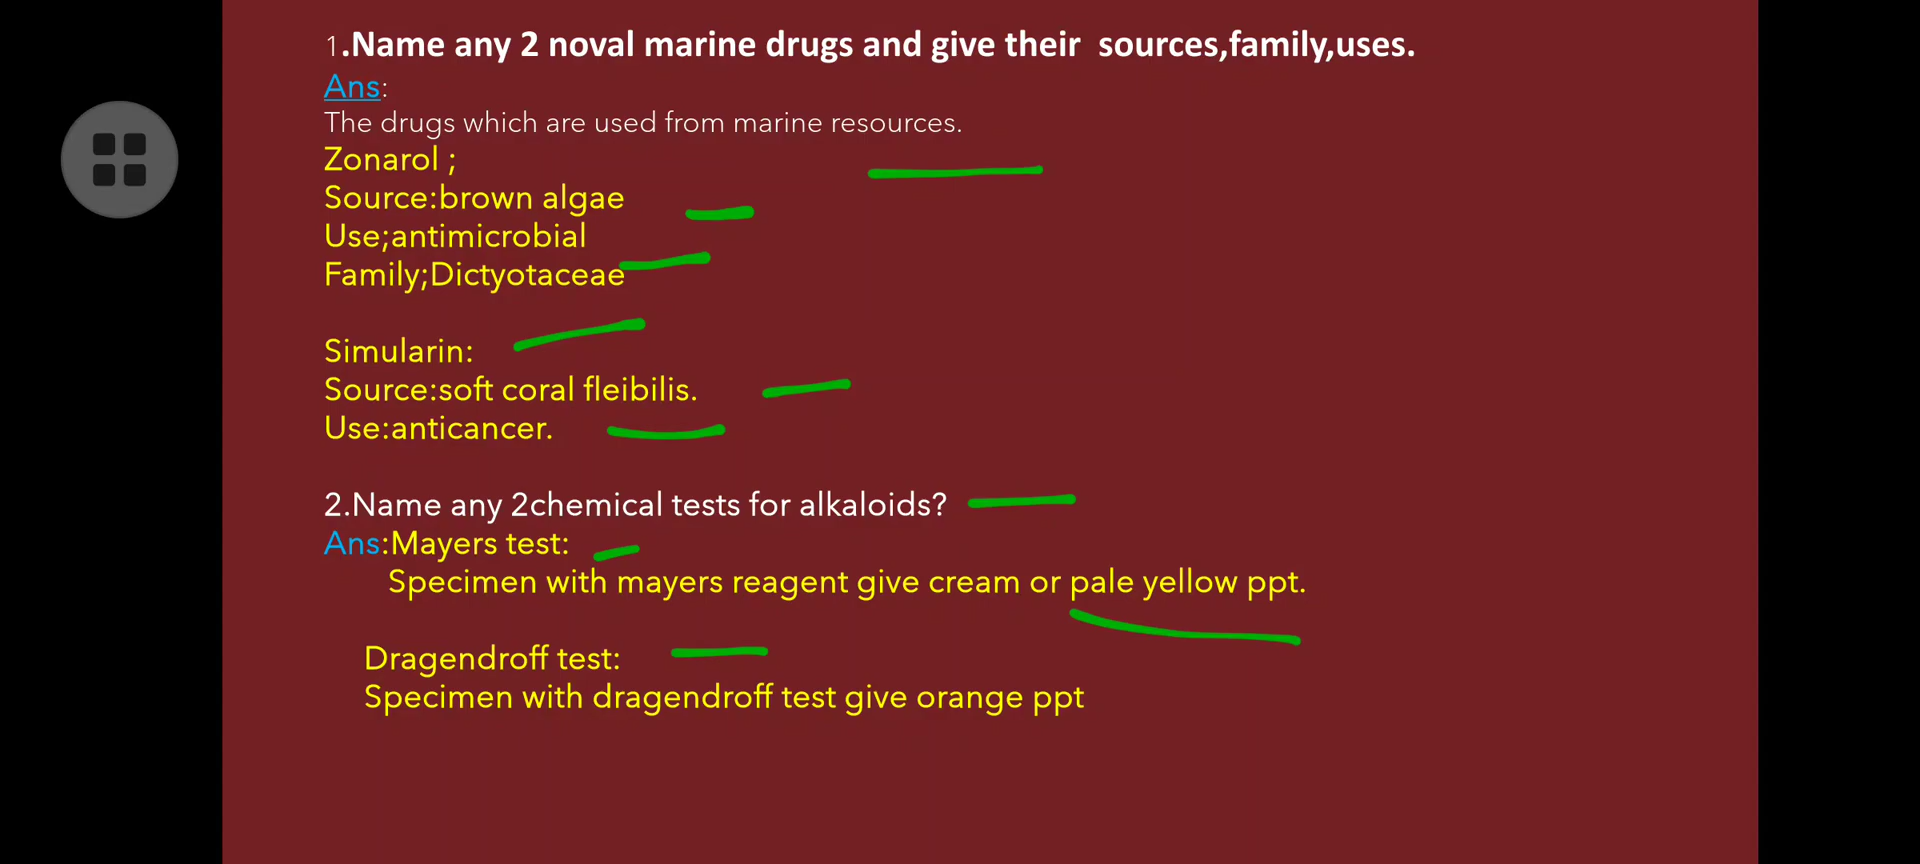 1.Name any 2 noval marine drugs and give their sources,family,uses.
Ans:
The drugs which are used from marine resources.
Zonarol ;
Source:brown algae
Use;antimicrobial
Family;Dictyotaceae
Simularin:
Source:soft coral fleibilis.
Use:anticancer.
2.Name any 2chemical tests for alkaloids?
Ans:Mayers test:
Specimen with mayers reagent give cream or pale yellow ppt.
Dragendroff test:
Specimen with dragendroff test give orange ppt